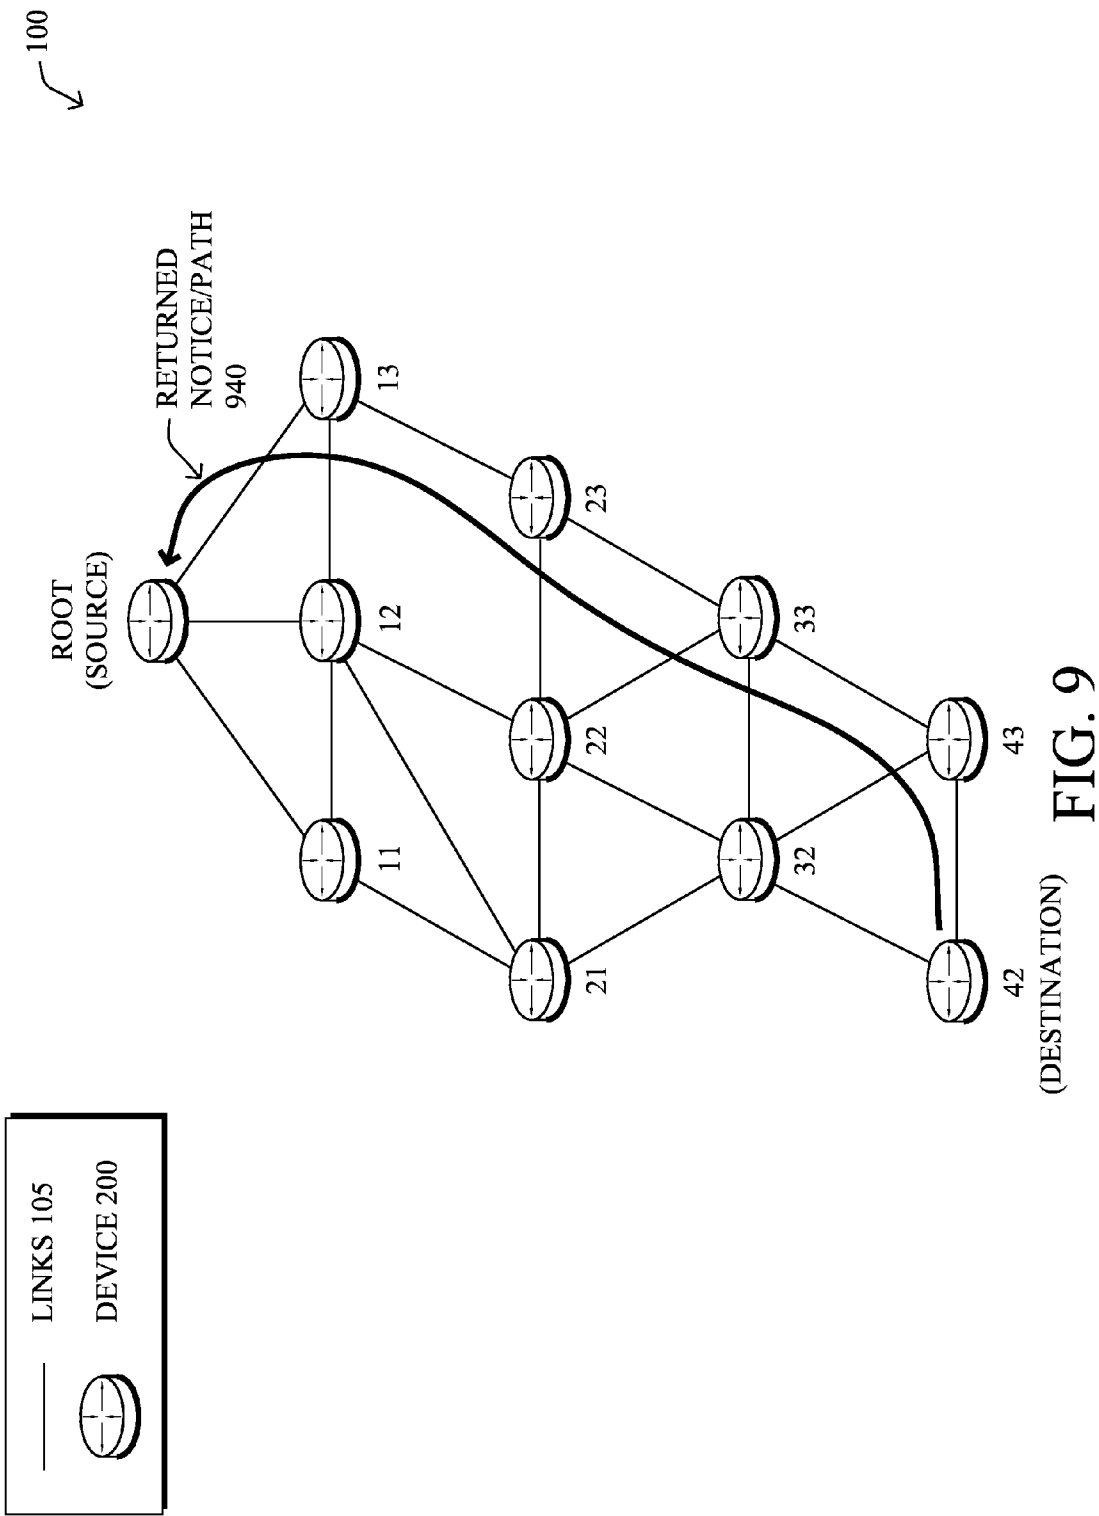 100
LINKS 105
DEVICE 200
ROOT
(SOURCE)
RETURNED
NOTICE/PATH
940
11
12
13
21
22
23
32
33
42
43
(DESTINATION)
FIG. 9